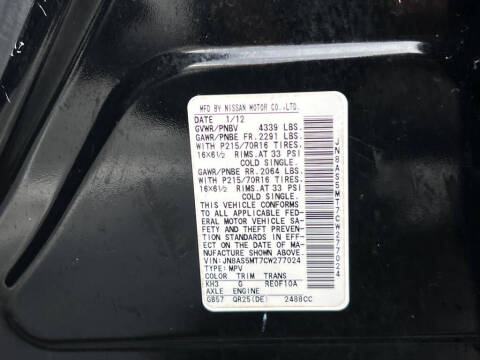 MFD BY NISSAN MOTOR CO.,LTD.
DATE 1/12
GVWR/PNBV 4339 LBS.
GAWR/PNBE FR.2291 LBS.
WITH P215/70R16 TIRES.
16X6½ RIMS.AT 33 PSI
COLD SINGLE.
GAWR/PNBE RR.2064 LBS.
WITH P215/70R16 TIRES.
16X6½ RIMS.AT 33 PSI
COLD SINGLE.
THIS VEHICLE CONFORMS
TO ALL APPLICABLE FED-
ERAL MOTOR VEHICLE SA-
FETY AND THEFT PREVENTION
STANDARDS IN EFF-
ECT ON THE DATE OF MA-
NUFACTURE SHOWN ABOVE.
VIN:JN8AS5MT7CW277024
TYPE:MPV
COLOR TRIM TRANS
KH3 G RE0F10A
AXLE ENGINE
GB57 QR25(DE) 2488CC
JN8AS5MT7CW277024